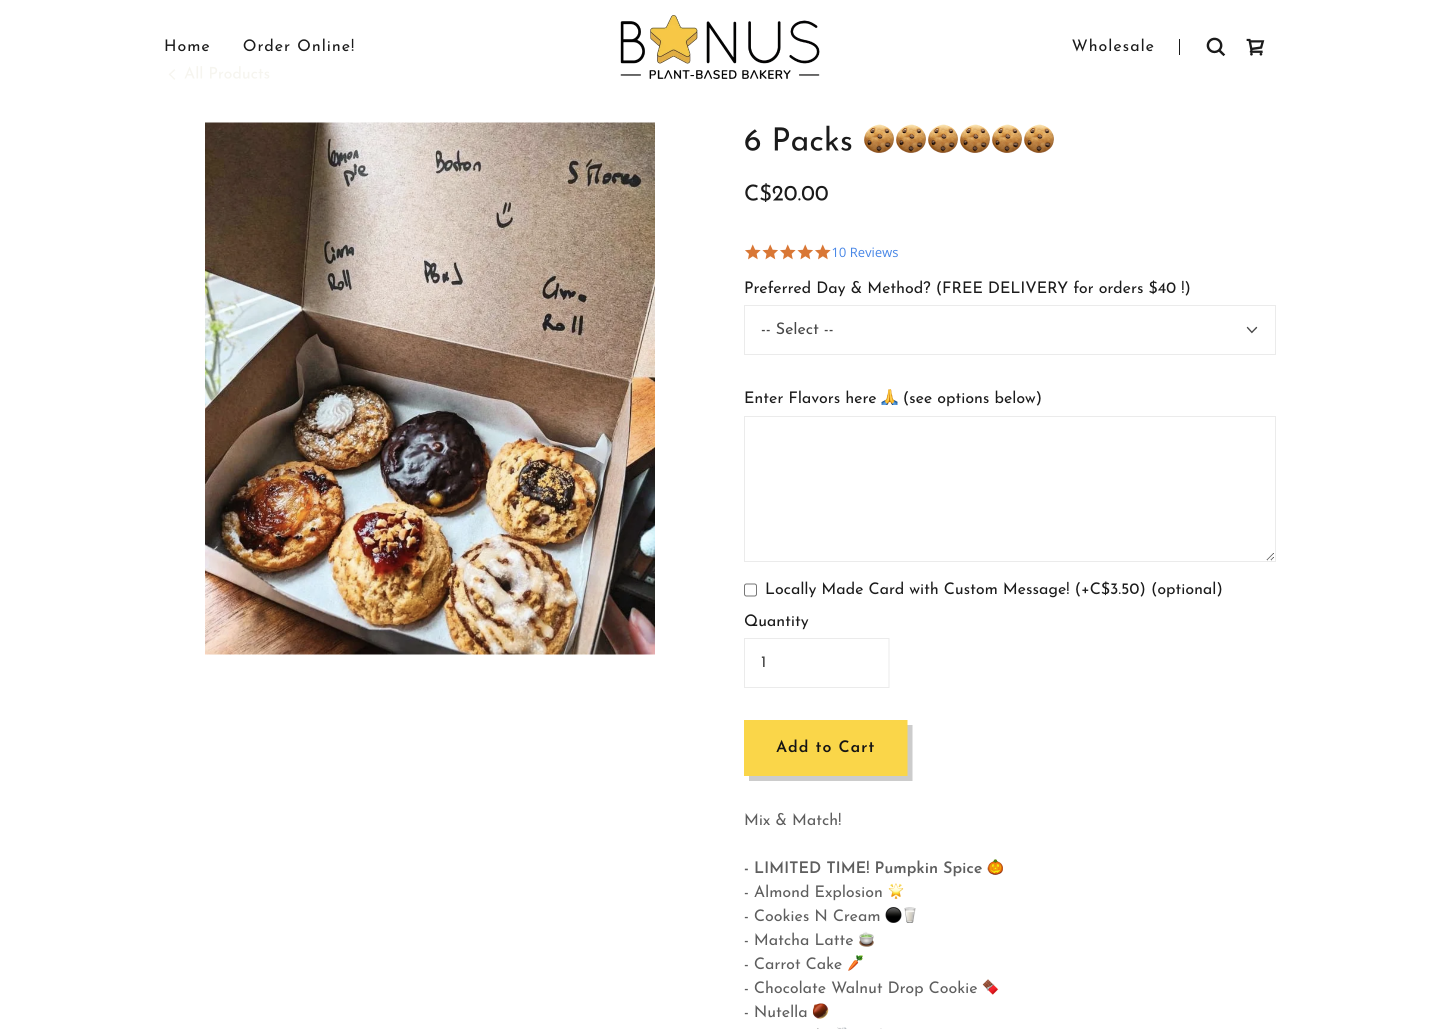 Home
Order Online!
BONUS
PLANT-BASED BAKERY
Wholesale
All Products
6 Packs 🍪🍪🍪🍪🍪🍪
C$20.00
10 Reviews
Preferred Day & Method? (FREE DELIVERY for orders $40 !)
-- Select --
Enter Flavors here 🙏 (see options below)
Locally Made Card with Custom Message! (+C$3.50) (optional)
Quantity
1
Add to Cart
Mix & Match!
- LIMITED TIME! Pumpkin Spice 🎃
- Almond Explosion 🌟
- Cookies N Cream ⚫🥛
- Matcha Latte 🍵
- Carrot Cake 🥕
- Chocolate Walnut Drop Cookie 🍫
- Nutella 🌰
Lemon
pie
Boston
S'mores
Cinna
Roll
PB n J
Cinna
Roll